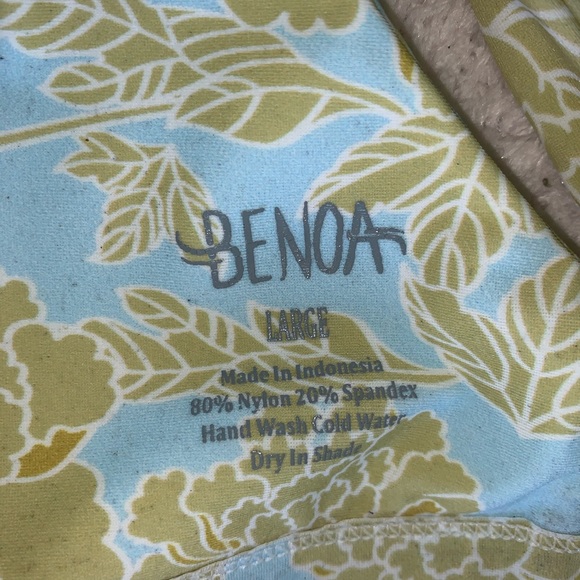 BENOA
LARGE
Made In Indonesia
80% Nylon 20% Spandex
Hand Wash Cold Water
Dry In Shade